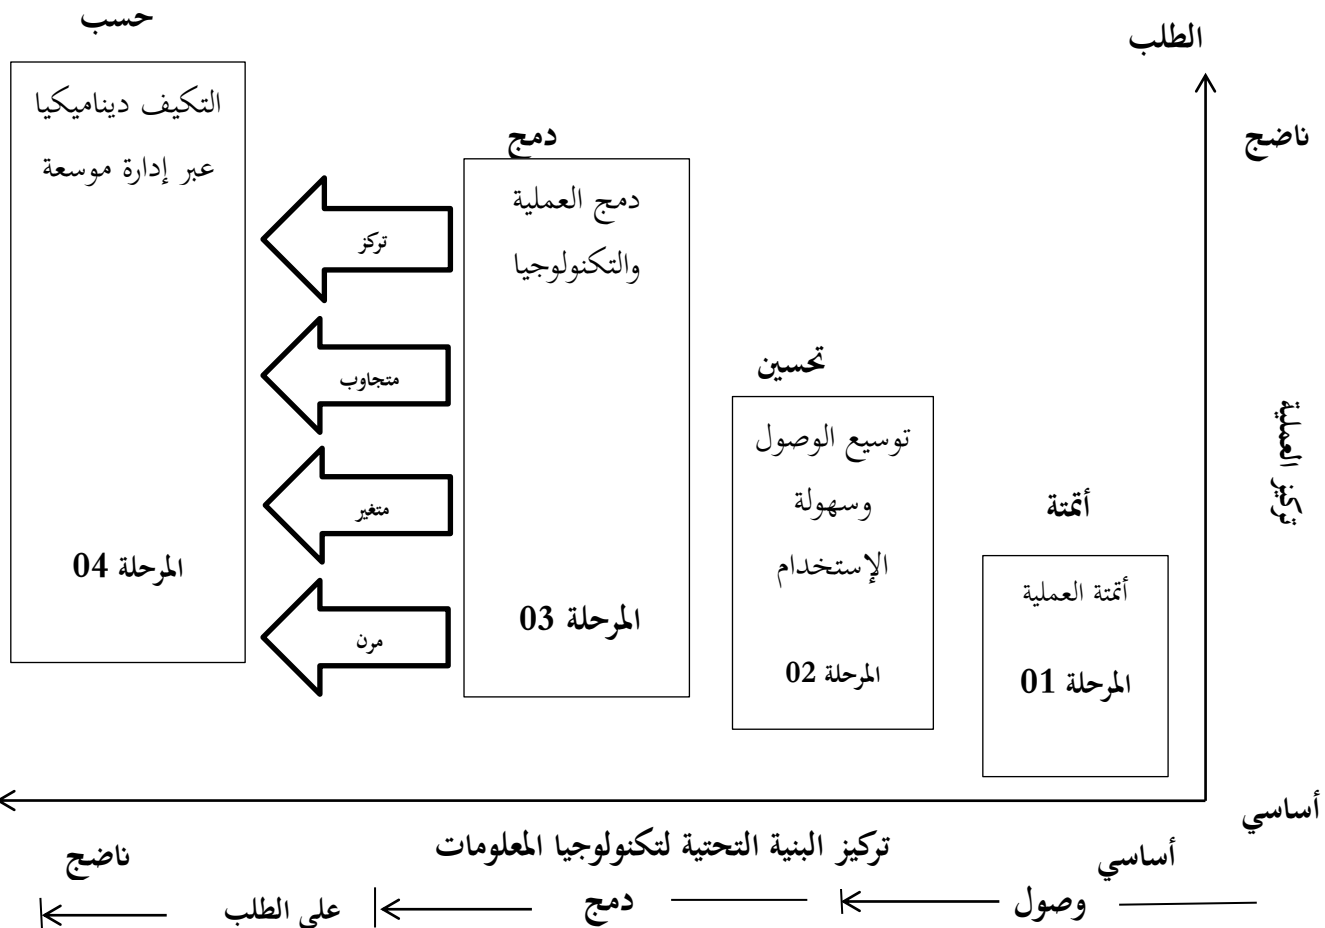 حسب
الطلب
ناضج
التكيف ديناميكيا
عبر إدارة موسعة
المرحلة 04
تركز
متجاوب
متغير
مرن
دمج
دمج العملية
والتكنولوجيا
المرحلة 03
تحسين
توسيع الوصول
وسهولة
الإستخدام
المرحلة 02
أتمتة
أتمتة العملية
المرحلة 01
تركيز العملية
أساسي
أساسي
تركيز البنية التحتية لتكنولوجيا المعلومات
ناضج
وصول
دمج
على الطلب